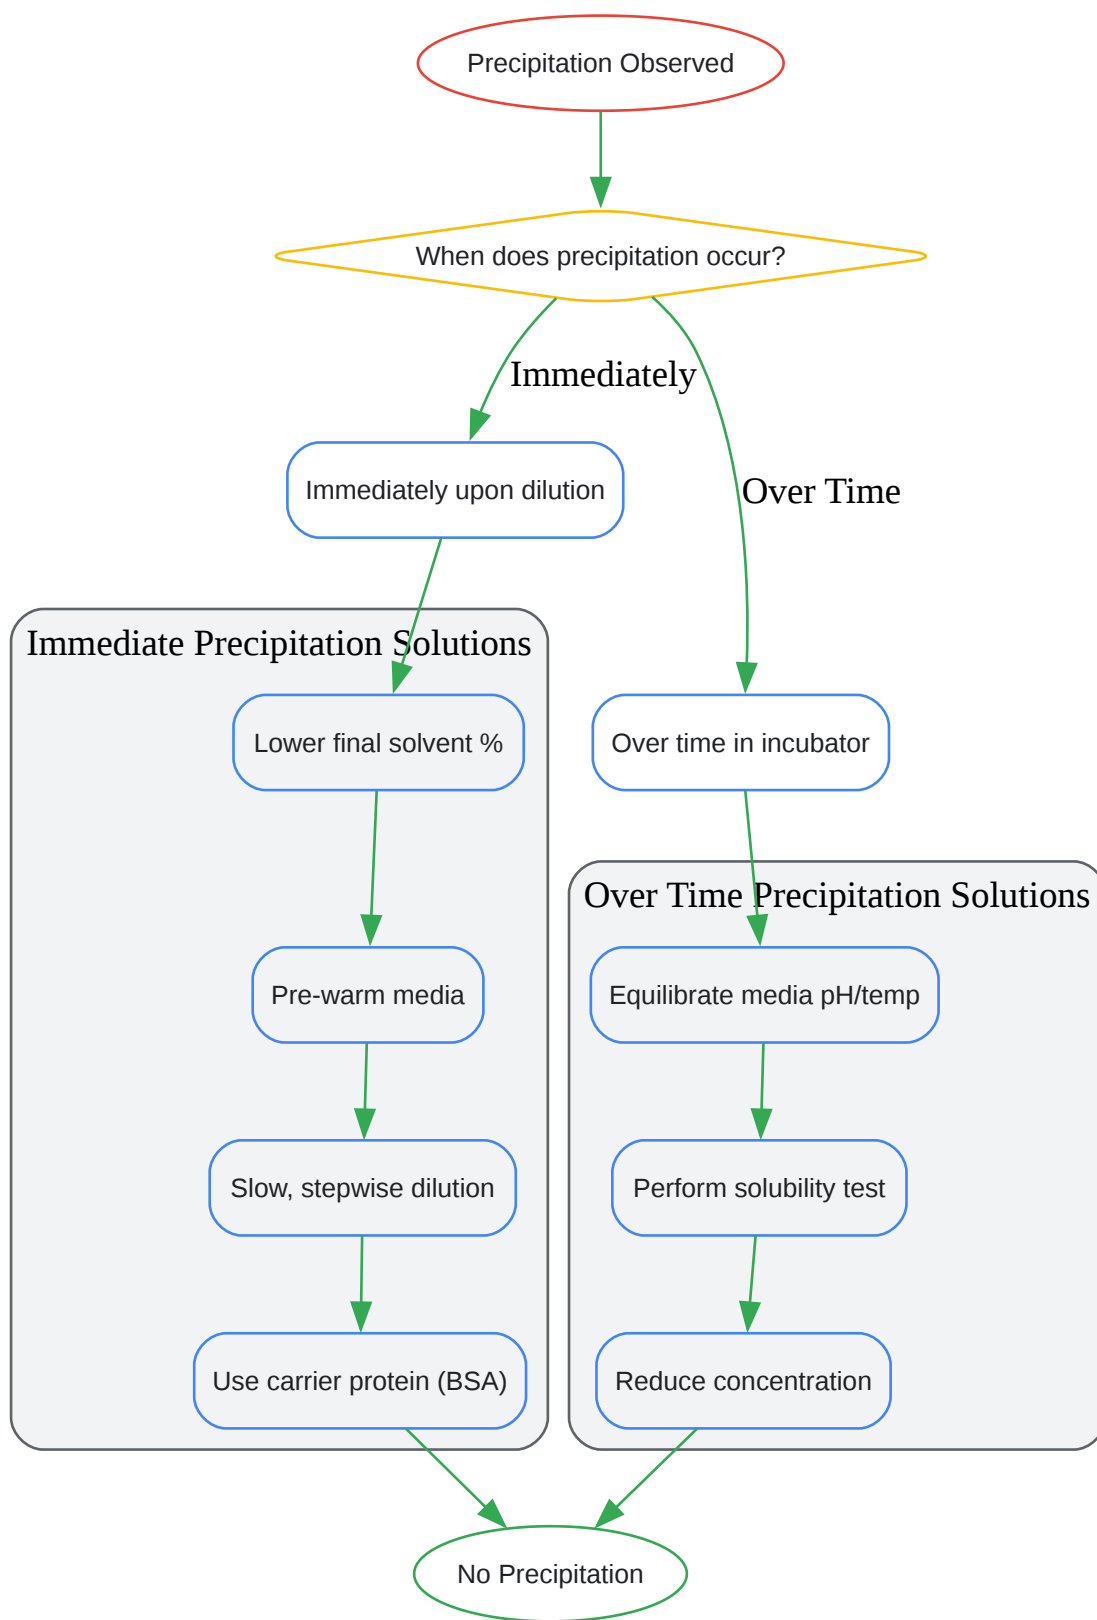 Precipitation Observed
When does precipitation occur?
Immediately
Immediately upon dilution
Over Time
Immediate Precipitation Solutions
Lower final solvent %
Over time in incubator
Over Time Precipitation Solutions
Pre-warm media
Equilibrate media pH/temp
Slow, stepwise dilution
Perform solubility test
Use carrier protein (BSA)
Reduce concentration
No Precipitation